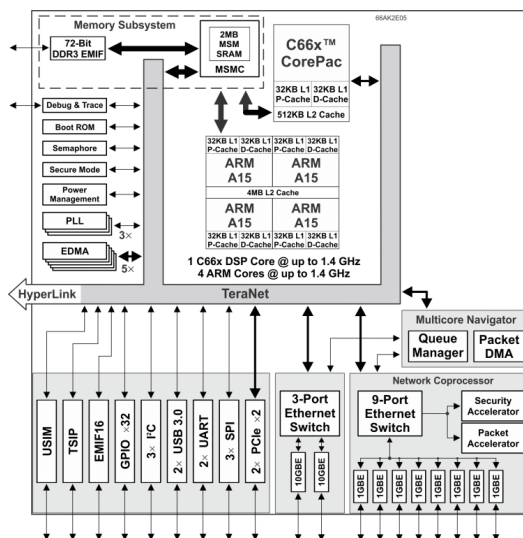 66AK2E05
Memory Subsystem
72-Bit
DDR3 EMIF
2MB
MSM
SRAM
MSMC
C66x™
CorePac
32KB L1
P-Cache
32KB L1
D-Cache
512KB L2 Cache
Debug & Trace
Boot ROM
Semaphore
Secure Mode
Power
Management
PLL
3×
EDMA
5×
32KB L1
P-Cache
32KB L1
D-Cache
32KB L1
P-Cache
32KB L1
D-Cache
ARM
A15
ARM
A15
4MB L2 Cache
ARM
A15
ARM
A15
32KB L1
P-Cache
32KB L1
D-Cache
32KB L1
P-Cache
32KB L1
D-Cache
1 C66x DSP Core @ up to 1.4 GHz
4 ARM Cores @ up to 1.4 GHz
HyperLink
TeraNet
Multicore Navigator
Queue
Manager
Packet
DMA
USIM
TSIP
EMIF16
GPIO ×32
3× I²C
2× USB 3.0
2× UART
3× SPI
2× PCIe ×2
3-Port
Ethernet
Switch
10GBE
10GBE
Network Coprocessor
9-Port
Ethernet
Switch
Security
Accelerator
Packet
Accelerator
1GBE
1GBE
1GBE
1GBE
1GBE
1GBE
1GBE
1GBE